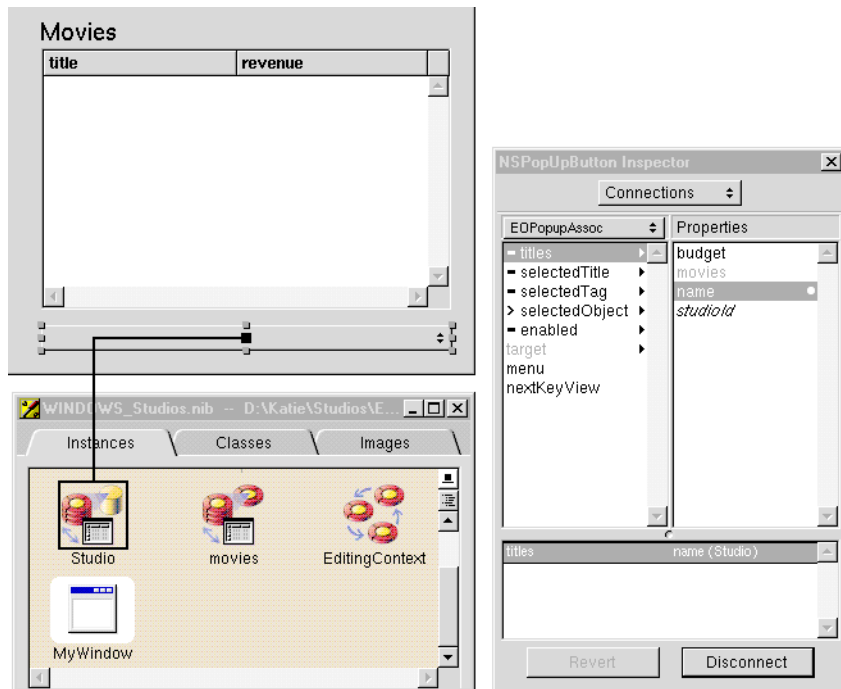 Movies
title revenue
WINDOWS_Studios.nib -- D:\Katie\Studios\E...
Instances Classes Images
Studio movies EditingContext
MyWindow
NSPopUpButton Inspector
Connections
EOPopupAssoc Properties
titles budget
selectedTitle movies
selectedTag name
> selectedObject studioId
enabled
target
menu
nextKeyView
titles name (Studio)
Revert Disconnect